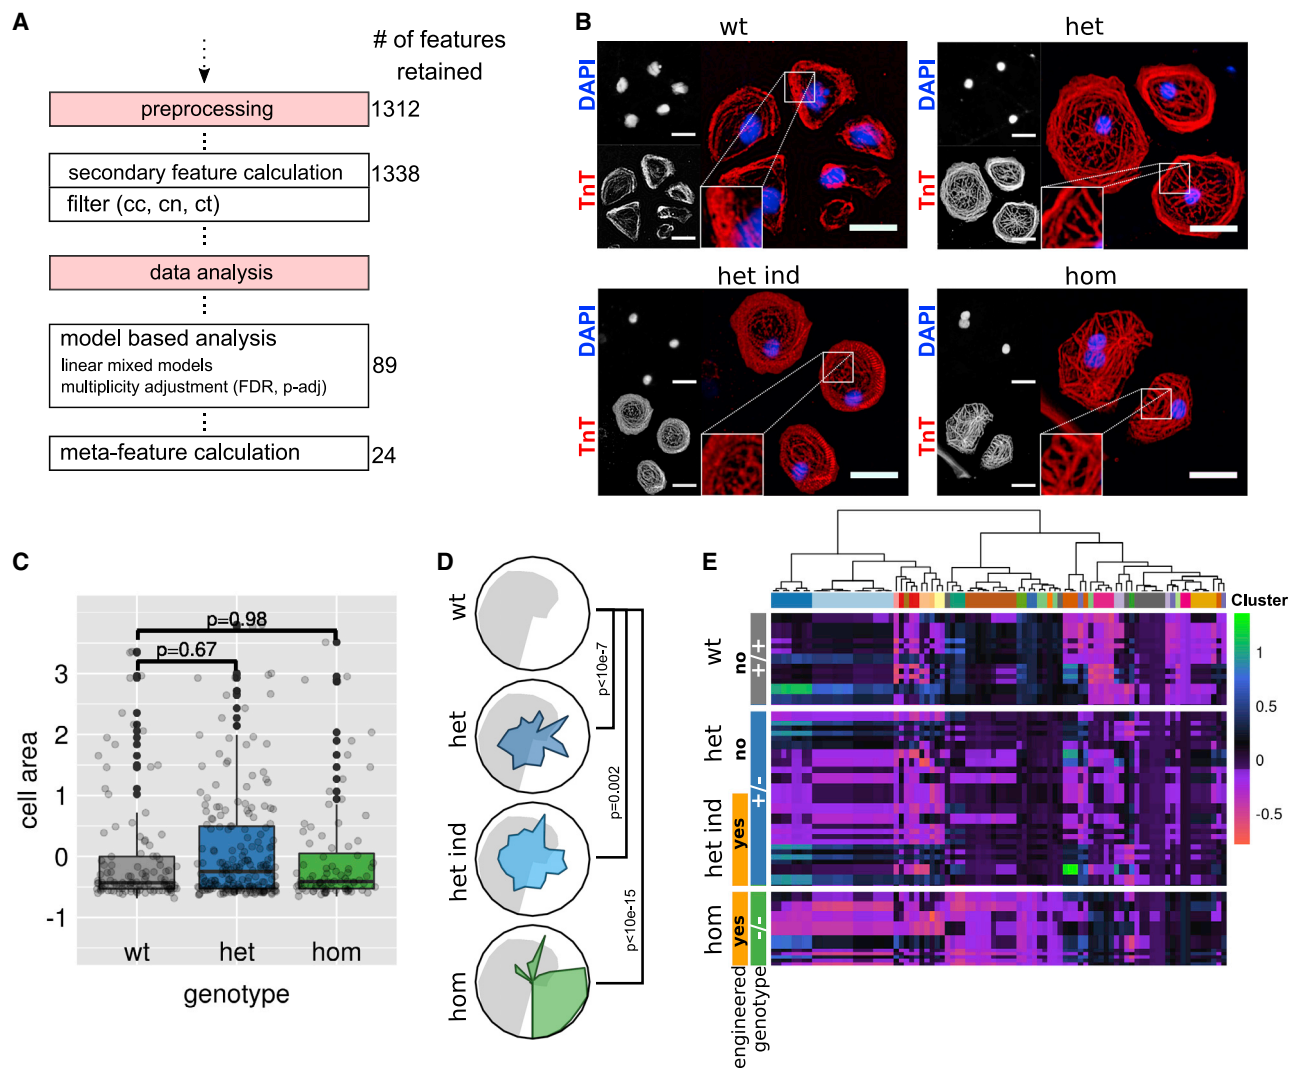 A
# of features
retained
preprocessing
1312
secondary feature calculation
1338
filter (cc, cn, ct)
data analysis
model based analysis
linear mixed models
multiplicity adjustment (FDR, p-adj)
89
meta-feature calculation
24
B
wt
DAPI
TnT
het
DAPI
TnT
het ind
DAPI
TnT
hom
DAPI
TnT
C
p=0.98
p=0.67
3
2
1
0
-1
cell area
wt
het
hom
genotype
D
wt
het
het ind
hom
p<10e-7
p=0.002
p<10e-15
E
Cluster
1
0.5
0
-0.5
wt
no
+/+
het
no
+/-
het ind
yes
hom
yes
-/-
engineered
genotype